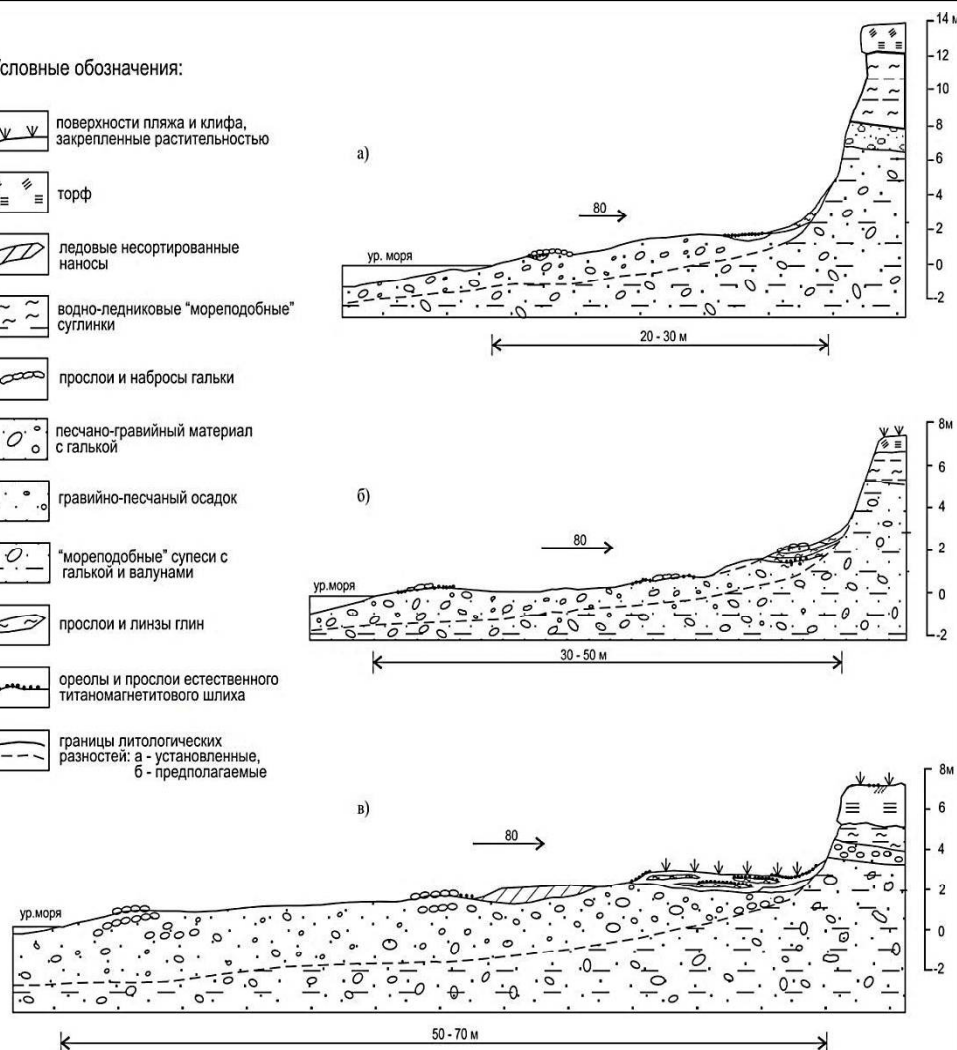 словные обозначения:
поверхности пляжа и клифа,
закрепленные растительностью
торф
ледовые несортированные
наносы
водно-ледниковые "мореподобные"
суглинки
прослои и набросы гальки
песчано-гравийный материал
с галькой
гравийно-песчаный осадок
"мореподобные" супеси с
галькой и валунами
прослои и линзы глин
ореолы и прослои естественного
титаномагнетитового шлиха
границы литологических
разностей: а - установленные,
б - предполагаемые
а)
80
ур. моря
20 - 30 м
14 м
12
10
8
6
4
2
0
-2
б)
80
ур.моря
30 - 50 м
8м
6
4
2
0
-2
в)
80
ур.моря
50 - 70 м
8м
6
4
2
0
-2